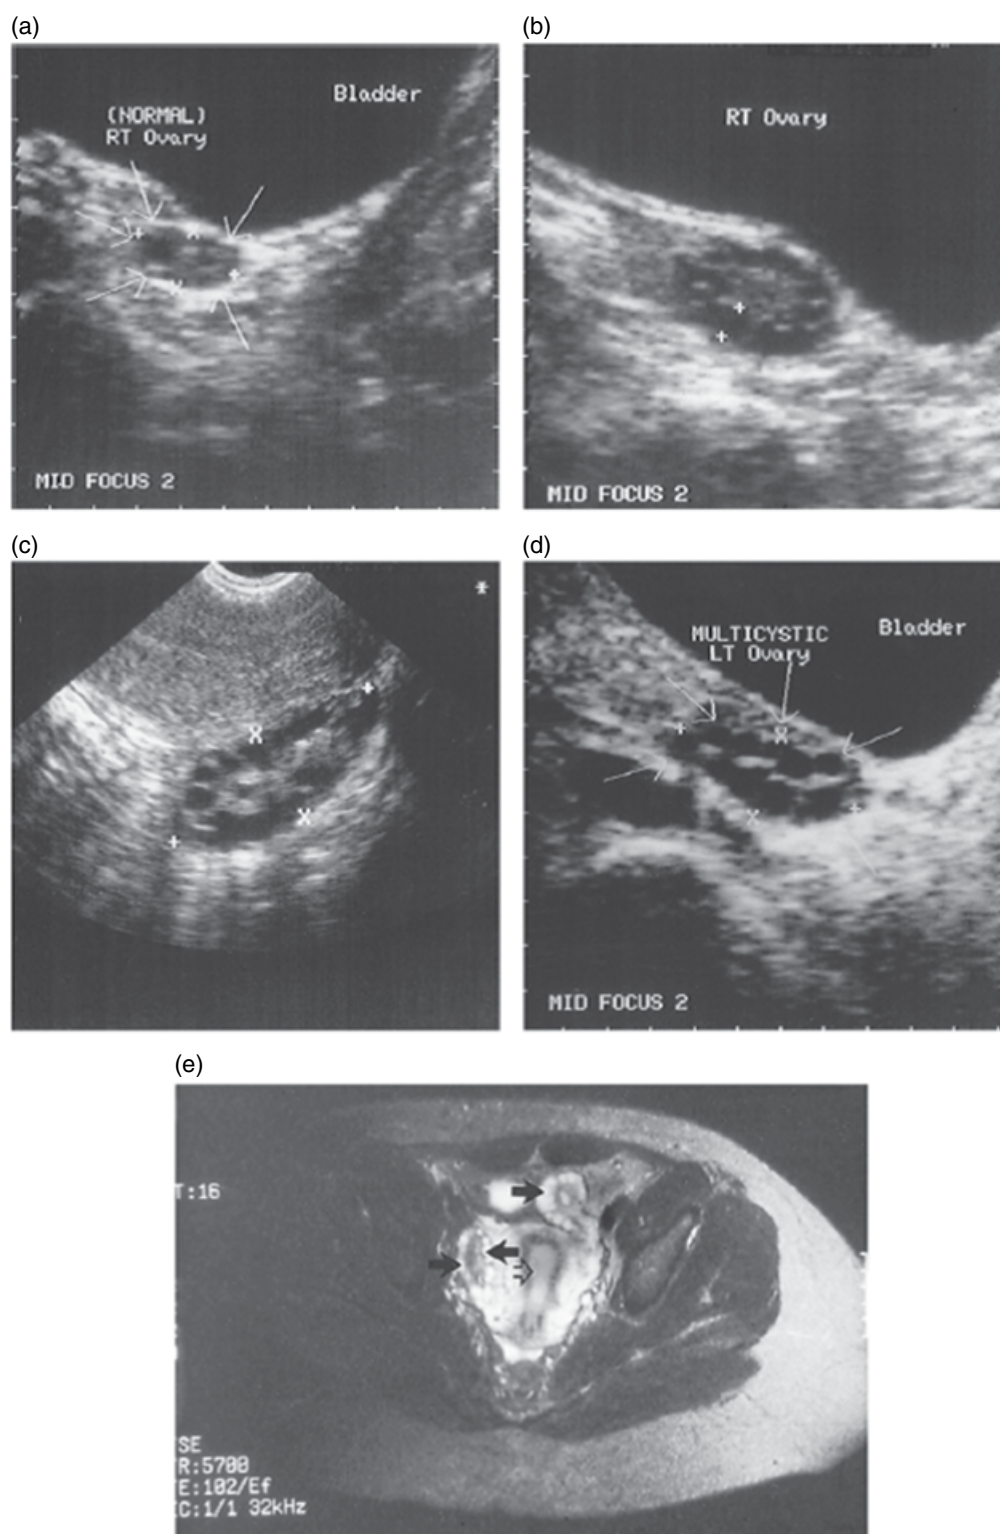 (a)
Bladder
(NORMAL)
RT Ovary
MID FOCUS 2
(b)
RT Ovary
MID FOCUS 2
(c)
(d)
MULTICYSTIC
LT Ovary
Bladder
MID FOCUS 2
(e)
T:16
SE
R:5700
E:102/Ef
C:1/1 32kHz